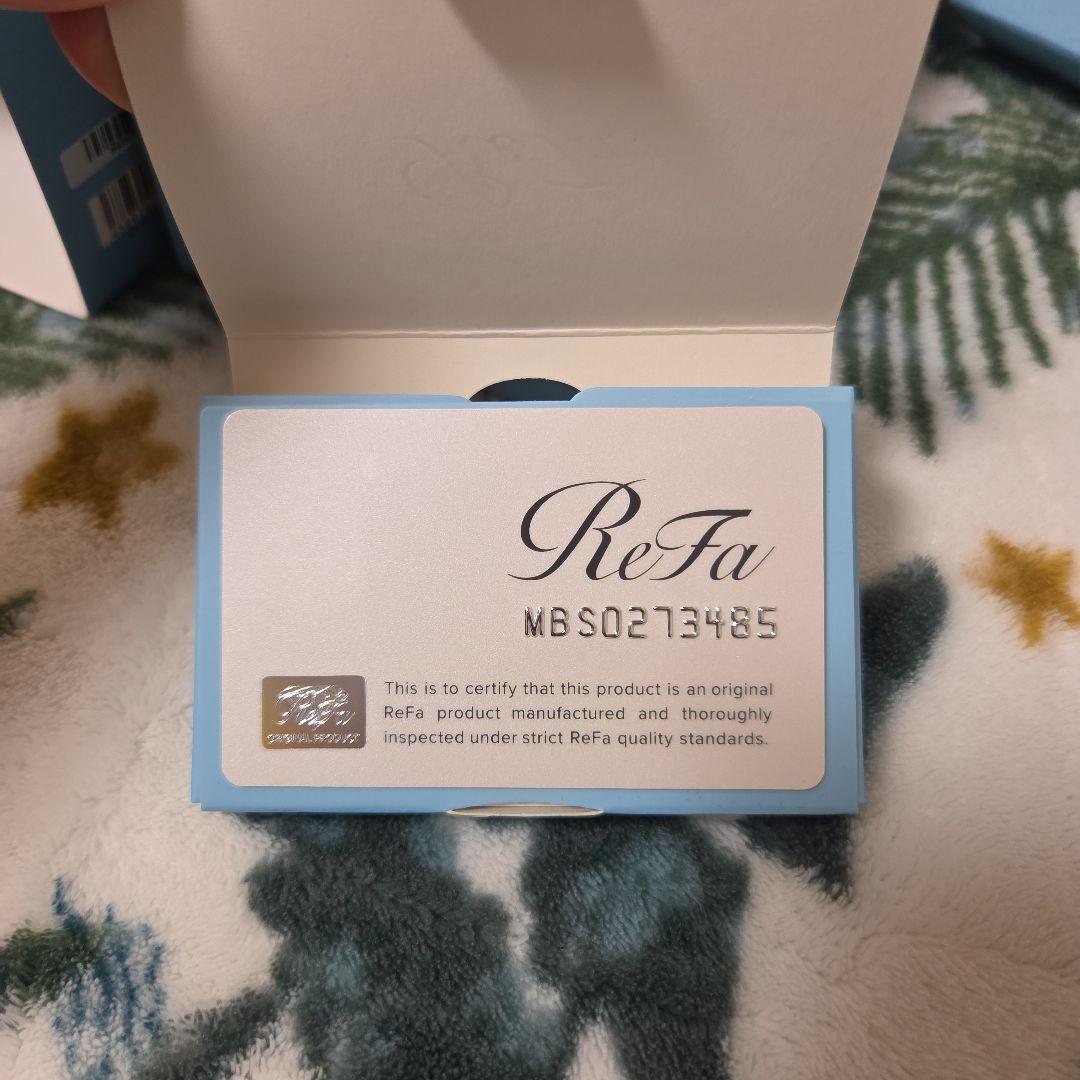 ReFa
MBS0273485
This is to certify that this product is an original
ReFa product manufactured and thoroughly
inspected under strict ReFa quality standards.
ReFa
ORIGINAL PRODUCT